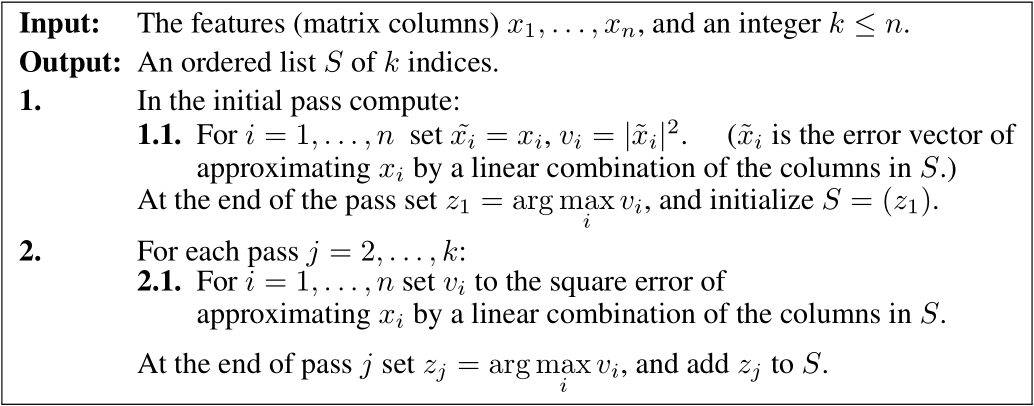 Input: The features (matrix columns) x₁, . . . , xₙ, and an integer k ≤ n.
Output: An ordered list S of k indices.
1. In the initial pass compute:
1.1. For i = 1, . . . , n set x̃ᵢ = xᵢ, vᵢ = |x̃ᵢ|². (x̃ᵢ is the error vector of
approximating xᵢ by a linear combination of the columns in S.)
At the end of the pass set z₁ = arg max vᵢ, and initialize S = (z₁).
i
2. For each pass j = 2, . . . , k:
2.1. For i = 1, . . . , n set vᵢ to the square error of
approximating xᵢ by a linear combination of the columns in S.
At the end of pass j set zⱼ = arg max vᵢ, and add zⱼ to S.
i